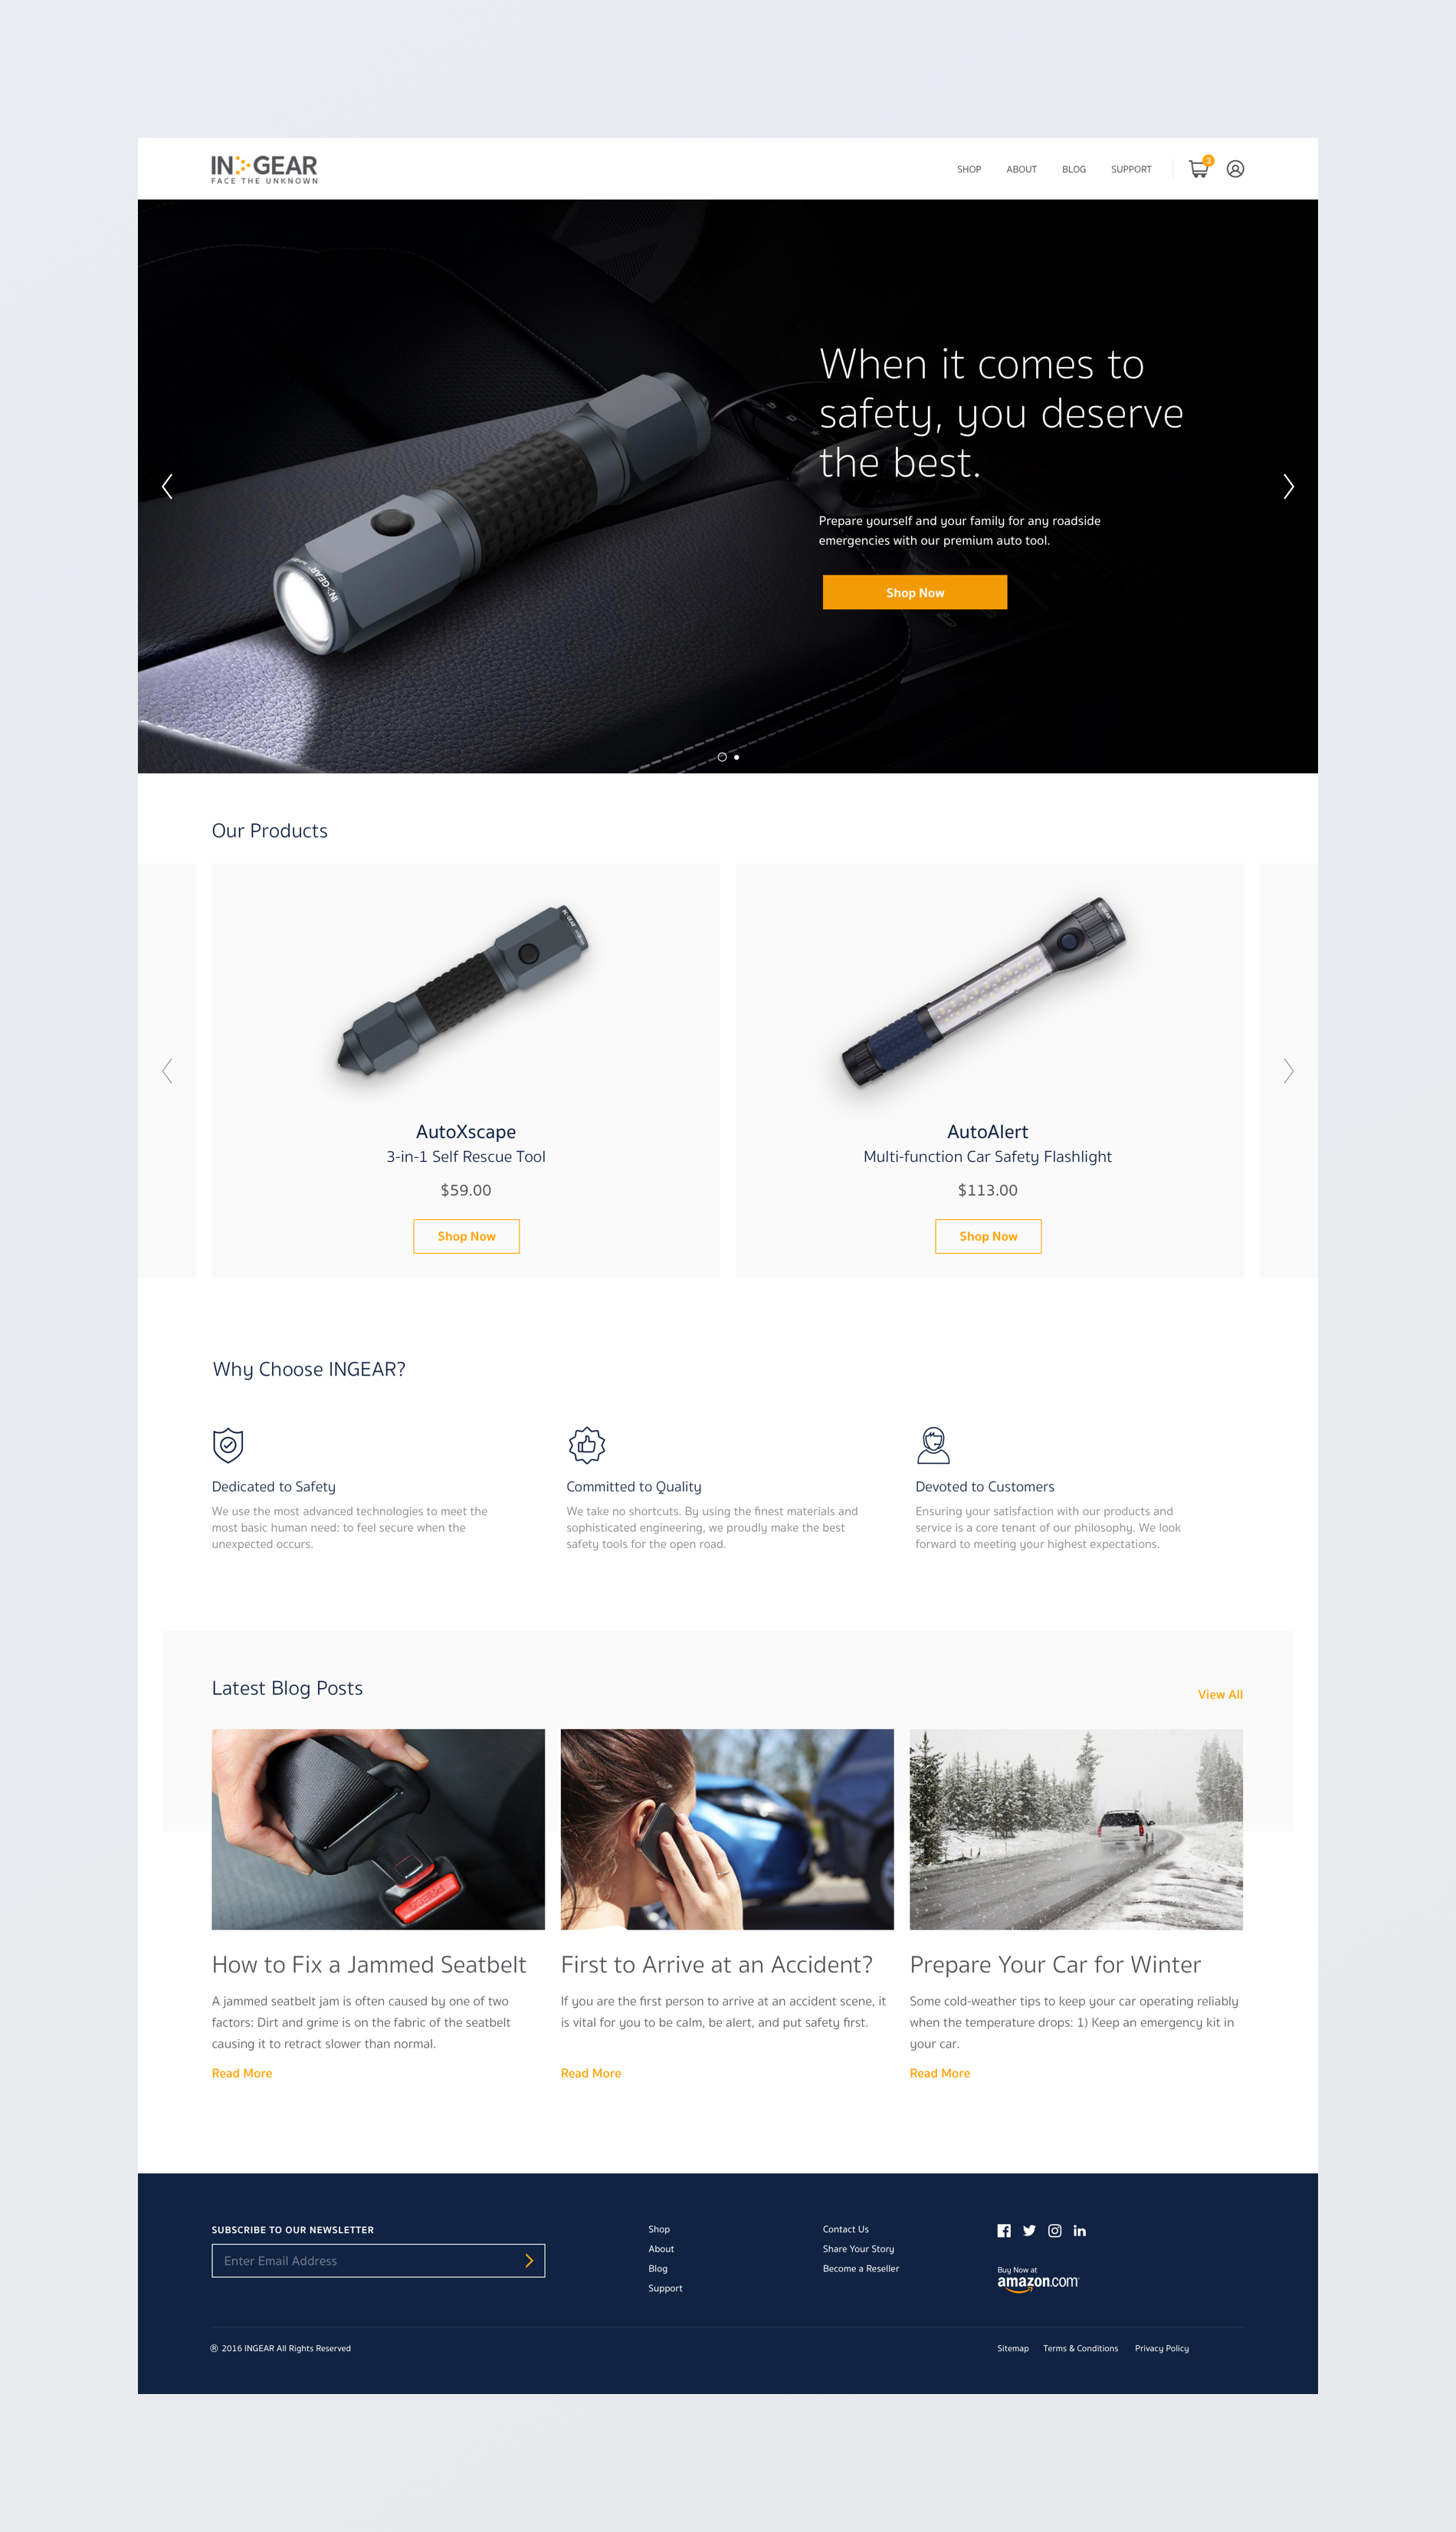 IN GEAR
FACE THE UNKNOWN
SHOP ABOUT BLOG SUPPORT 3
When it comes to
safety, you deserve
the best.
Prepare yourself and your family for any roadside
emergencies with our premium auto tool.
Shop Now
IN GEAR
Our Products
AutoXscape
3-in-1 Self Rescue Tool
$59.00
Shop Now
AutoAlert
Multi-function Car Safety Flashlight
$113.00
Shop Now
Why Choose INGEAR?
Dedicated to Safety
We use the most advanced technologies to meet the
most basic human need: to feel secure when the
unexpected occurs.
Committed to Quality
We take no shortcuts. By using the finest materials and
sophisticated engineering, we proudly make the best
safety tools for the open road.
Devoted to Customers
Ensuring your satisfaction with our products and
service is a core tenant of our philosophy. We look
forward to meeting your highest expectations.
Latest Blog Posts
View All
PRESS
How to Fix a Jammed Seatbelt
A jammed seatbelt jam is often caused by one of two
factors: Dirt and grime is on the fabric of the seatbelt
causing it to retract slower than normal.
Read More
First to Arrive at an Accident?
If you are the first person to arrive at an accident scene, it
is vital for you to be calm, be alert, and put safety first.
Read More
Prepare Your Car for Winter
Some cold-weather tips to keep your car operating reliably
when the temperature drops: 1) Keep an emergency kit in
your car.
Read More
SUBSCRIBE TO OUR NEWSLETTER
Enter Email Address
Shop
About
Blog
Support
Contact Us
Share Your Story
Become a Reseller
Buy Now at
amazon.com
® 2016 INGEAR All Rights Reserved
Sitemap Terms & Conditions Privacy Policy